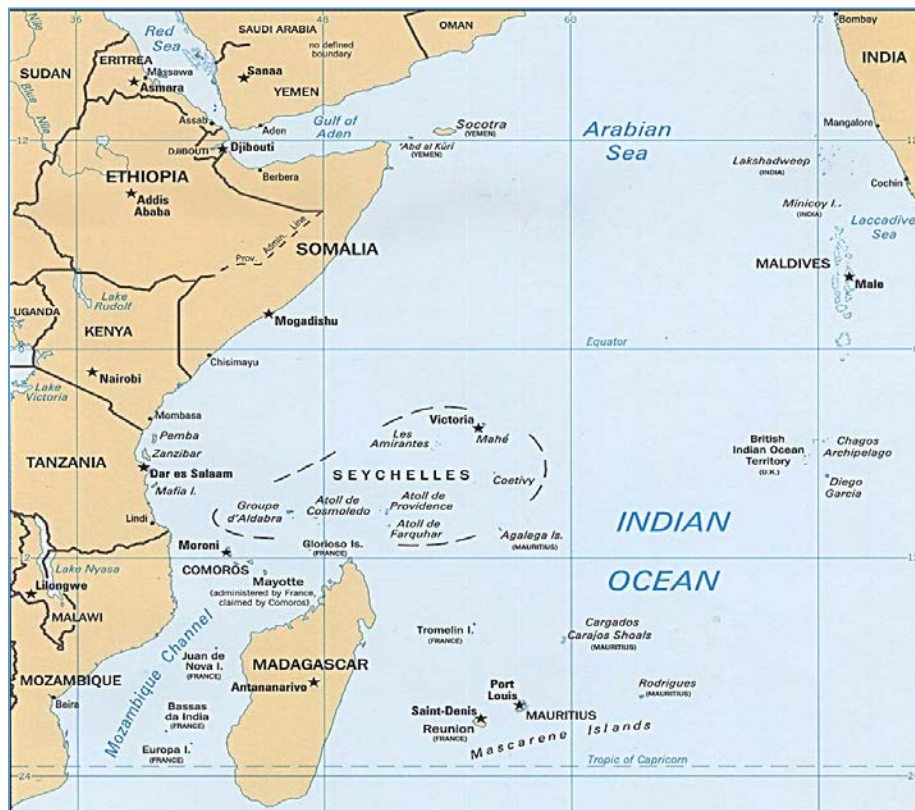 36
48
60
72
Red
Sea
SAUDI ARABIA
no defined
boundary
OMAN
Bombay
INDIA
Nile
ERITREA
Massawa
Asmara
Sanaa
YEMEN
SUDAN
Blue
Nile
Assab
Aden
Gulf of
Aden
Socotra
(YEMEN)
'Abd al Kūrī
(YEMEN)
Arabian
Sea
Mangalore
12
DJIBOUTI
Djibouti
Berbera
Lakshadweep
(INDIA)
Cochin
ETHIOPIA
Addis
Ababa
Minicoy I.
(INDIA)
Laccadive
Sea
Prov. Admin. Line
SOMALIA
MALDIVES
Male
Lake
Rudolf
UGANDA
KENYA
Mogadishu
Equator
0
Chisimayu
Nairobi
Lake
Victoria
Mombasa
Pemba
Zanzibar
TANZANIA
Dar es Salaam
Mafia I.
Lindi
Victoria
Les
Amirantes
Mahé
SEYCHELLES
Coetivy
Groupe
d'Aldabra
Atoll de
Cosmoledo
Atoll de
Providence
Atoll de
Farquhar
Agalega Is.
(MAURITIUS)
British
Indian Ocean
Territory
(U.K.)
Chagos
Archipelago
Diego
Garcia
INDIAN
OCEAN
Moroni
COMOROS
Glorioso Is.
(FRANCE)
12
Mayotte
(administered by France,
claimed by Comoros)
Lake Nyasa
Lilongwe
MALAWI
Mozambique Channel
Juan de
Nova I.
(FRANCE)
MADAGASCAR
Antananarivo
Tromelin I.
(FRANCE)
Cargados
Carajos Shoals
(MAURITIUS)
MOZAMBIQUE
Beira
Bassas
da India
(FRANCE)
Europa I.
(FRANCE)
Port
Louis
MAURITIUS
Rodrigues
(MAURITIUS)
Saint-Denis
Reunion
(FRANCE)
Mascarene Islands
Tropic of Capricorn
24